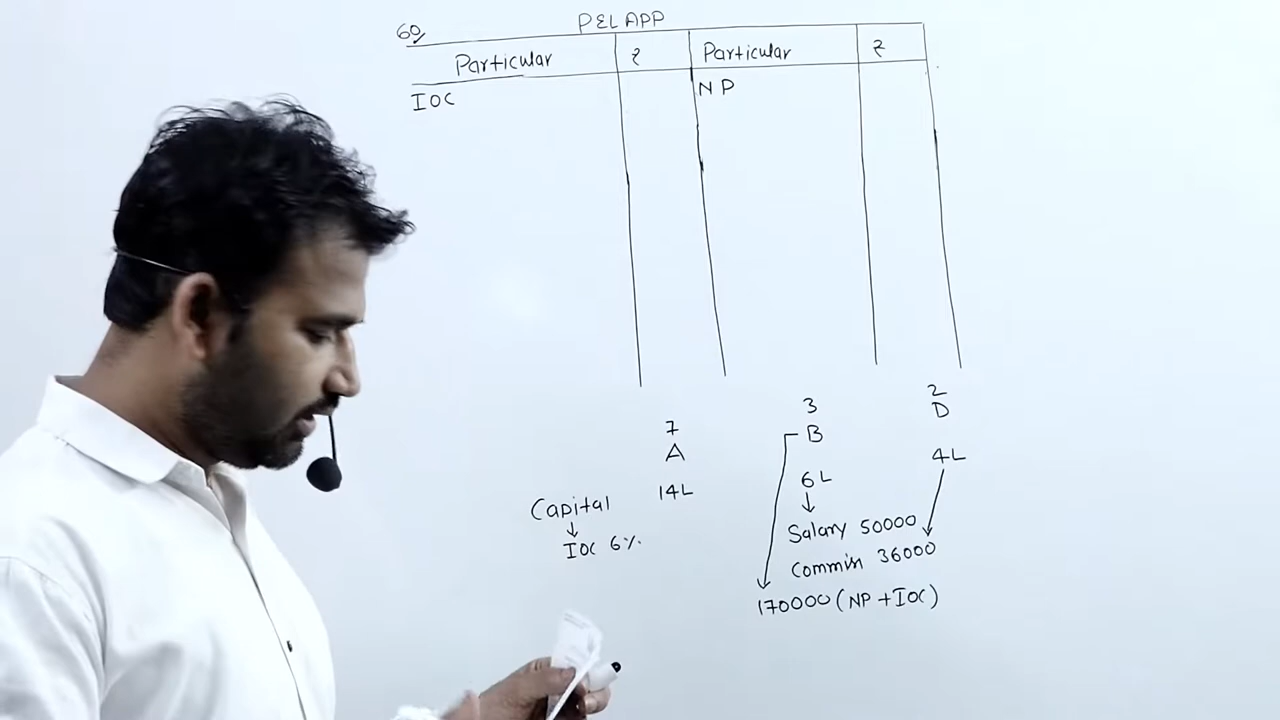 60,
P&L APP
Particular ₹ Particular ₹
IOC NP
7 3 2
A B D
Capital 14L 6L 4L
IOC 6%
Salary 50000
Commin 36000
170000 (NP + IOC)